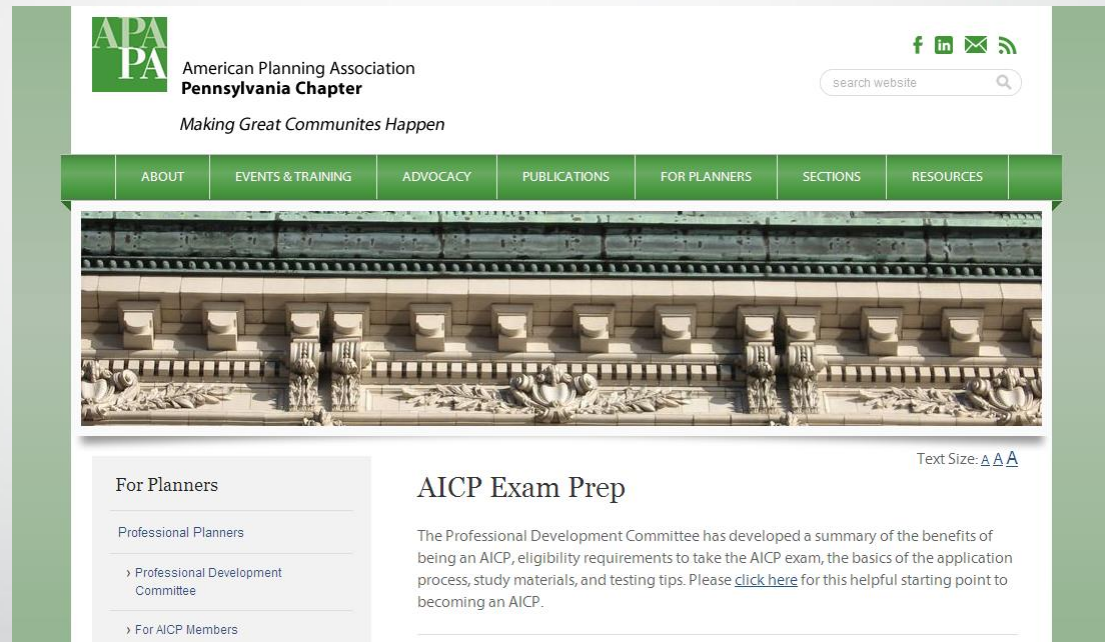 APA
PA
American Planning Association
Pennsylvania Chapter
Making Great Communites Happen
f in
search website
ABOUT EVENTS & TRAINING ADVOCACY PUBLICATIONS FOR PLANNERS SECTIONS RESOURCES
Text Size: A A A
For Planners
Professional Planners
› Professional Development
Committee
› For AICP Members
AICP Exam Prep
The Professional Development Committee has developed a summary of the benefits of
being an AICP, eligibility requirements to take the AICP exam, the basics of the application
process, study materials, and testing tips. Please click here for this helpful starting point to
becoming an AICP.